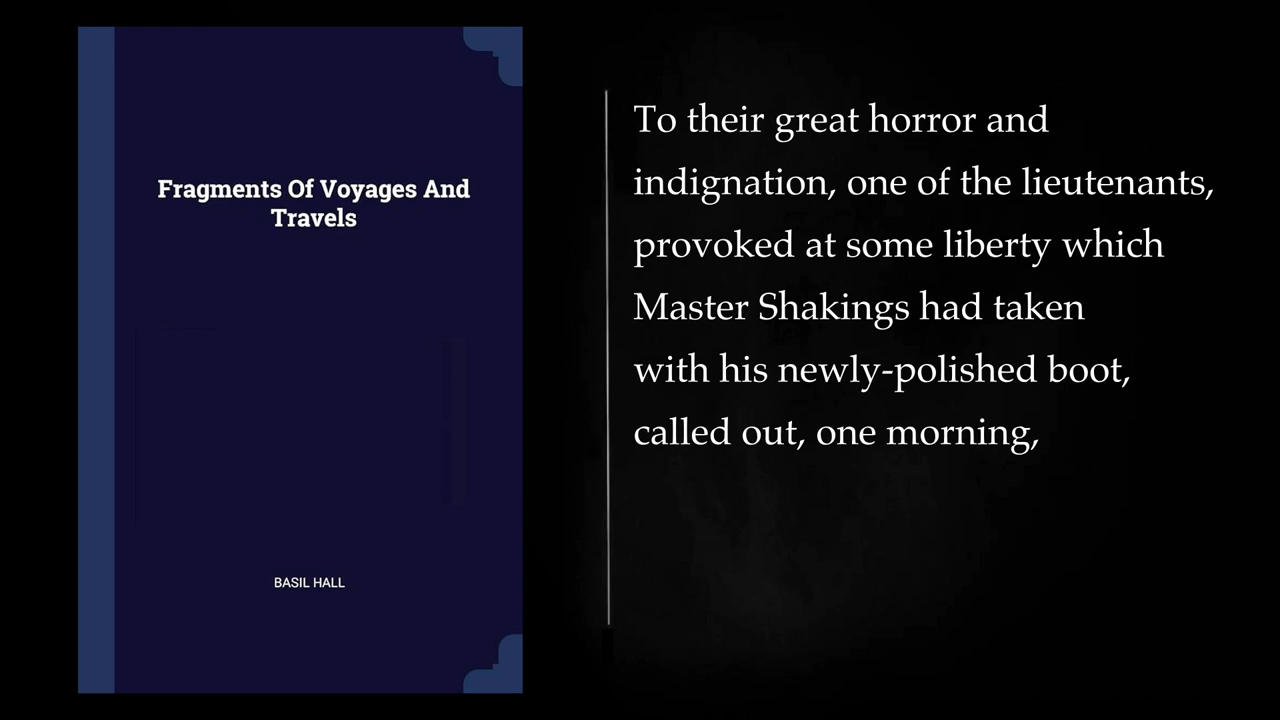 Fragments Of Voyages And
Travels
BASIL HALL
To their great horror and
indignation, one of the lieutenants,
provoked at some liberty which
Master Shakings had taken
with his newly-polished boot,
called out, one morning,